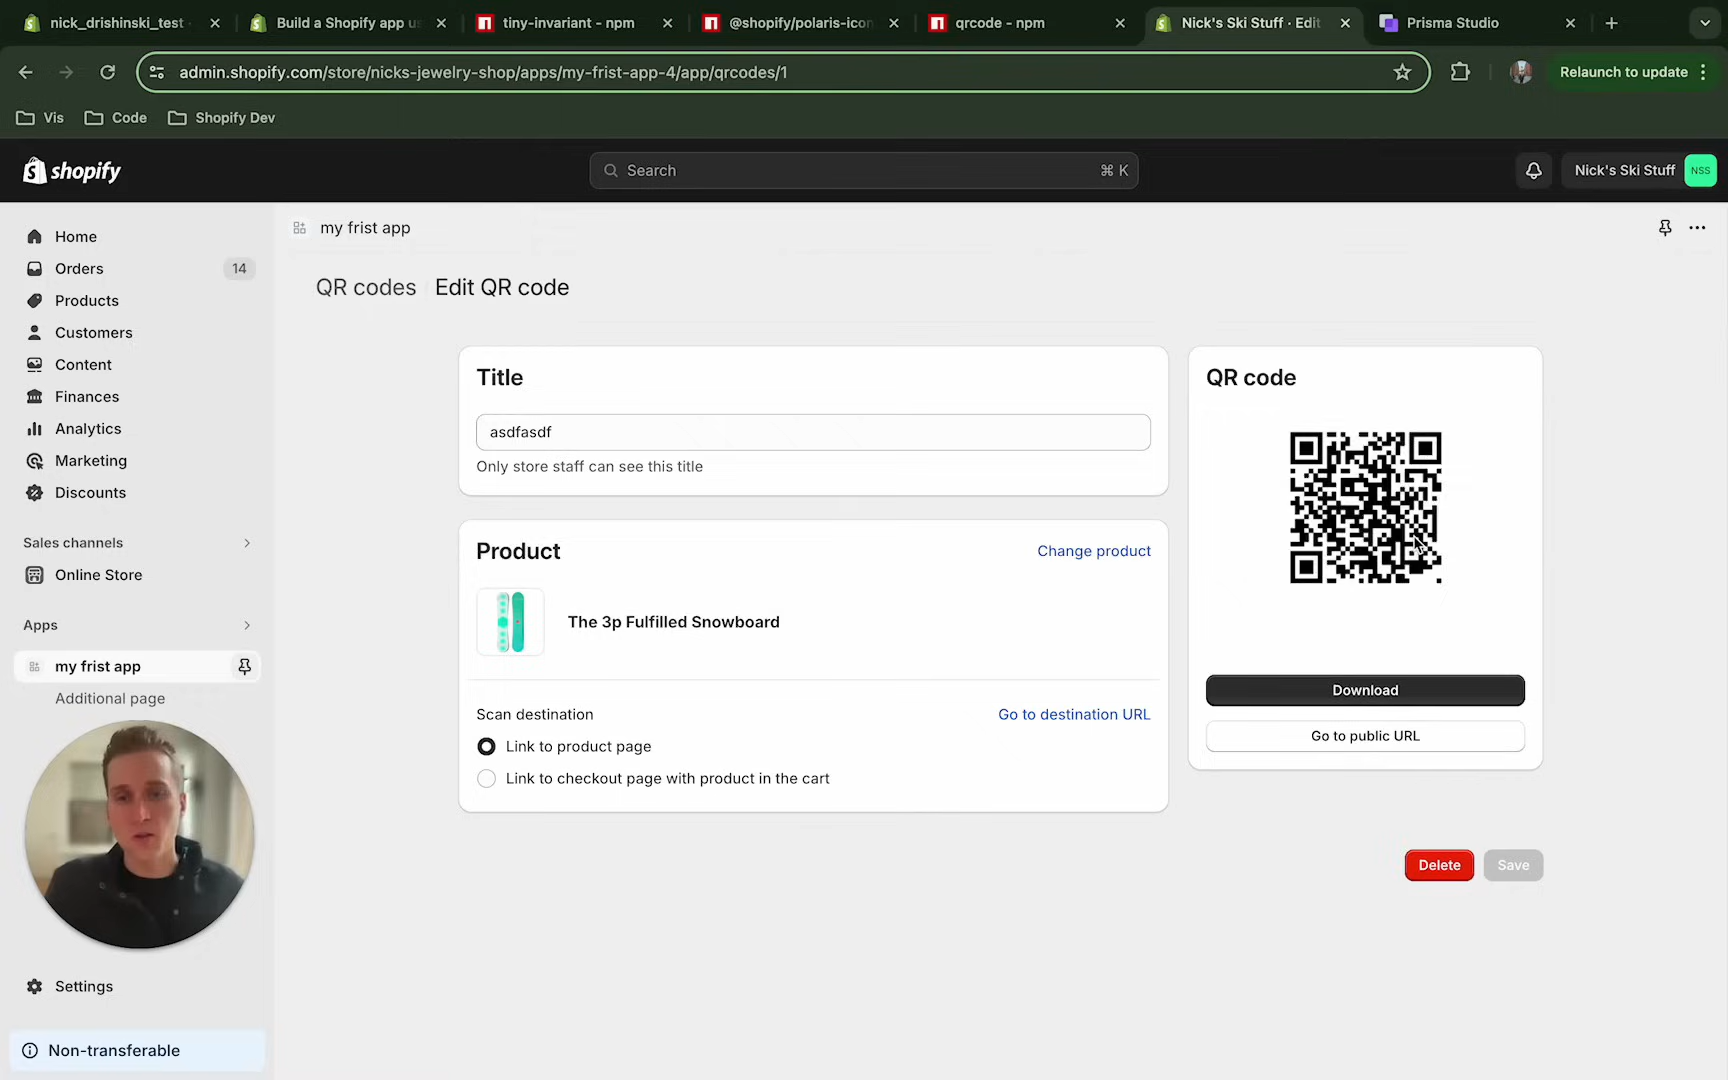 nick_drishinski_test
Build a Shopify app us
tiny-invariant - npm
@shopify/polaris-icon
qrcode - npm
Nick's Ski Stuff · Edit
Prisma Studio
admin.shopify.com/store/nicks-jewelry-shop/apps/my-frist-app-4/app/qrcodes/1
Relaunch to update
Vis
Code
Shopify Dev
shopify
Search
⌘ K
Nick's Ski Stuff
NSS
Home
Orders
14
Products
Customers
Content
Finances
Analytics
Marketing
Discounts
Sales channels
Online Store
Apps
my frist app
Additional page
Settings
Non-transferable
my frist app
QR codes
Edit QR code
Title
asdfasdf
Only store staff can see this title
Product
Change product
The 3p Fulfilled Snowboard
Scan destination
Go to destination URL
Link to product page
Link to checkout page with product in the cart
QR code
Download
Go to public URL
Delete
Save